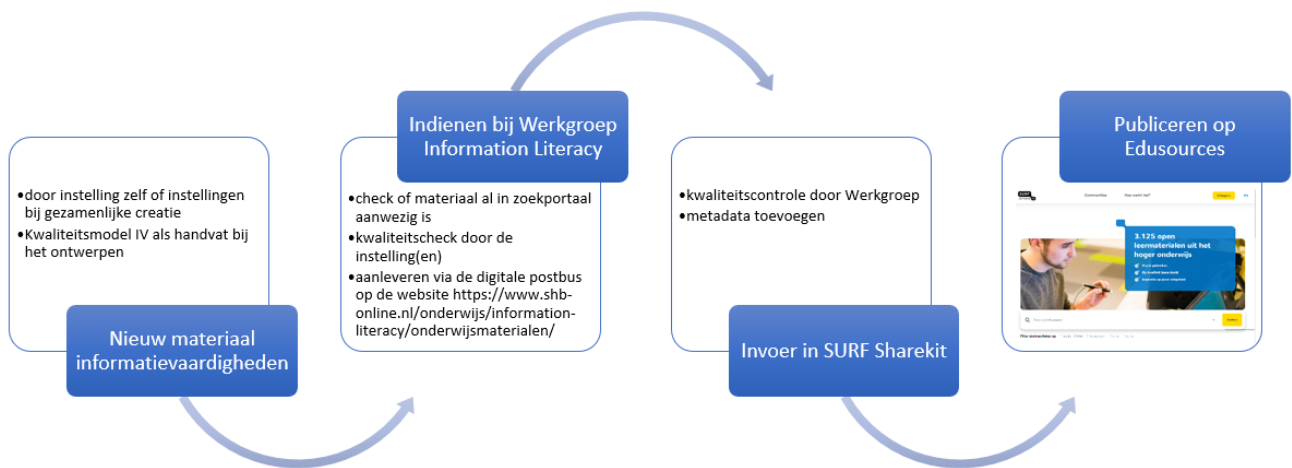 •door instelling zelf of instellingen
bij gezamenlijke creatie
•Kwaliteitsmodel IV als handvat bij
het ontwerpen
Nieuw materiaal
informatievaardigheden
Indienen bij Werkgroep
Information Literacy
•check of materiaal al in zoekportaal
aanwezig is
•kwaliteitscheck door de
instelling(en)
•aanleveren via de digitale postbus
op de website https://www.shb-
online.nl/onderwijs/information-
literacy/onderwijsmaterialen/
•kwaliteitscontrole door Werkgroep
•metadata toevoegen
Invoer in SURF Sharekit
Publiceren op
Edusources
SURF
3.125 open
leermaterialen uit het
hoger onderwijs